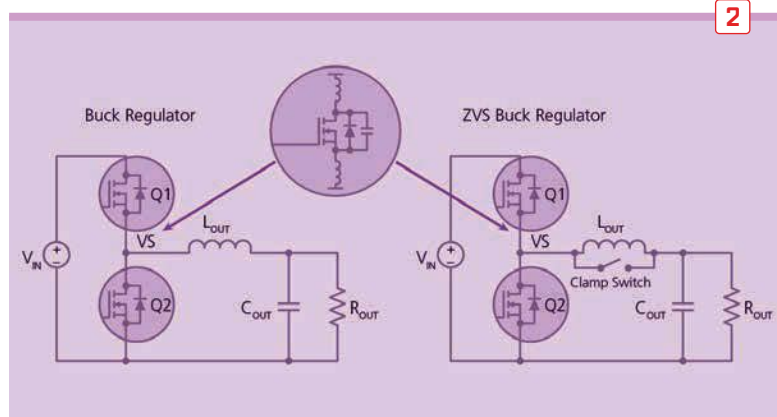 2
Buck Regulator
ZVS Buck Regulator
Q1
VS
LOUT
VIN
Q2
COUT
ROUT
Q1
VS
LOUT
VIN
Clamp Switch
Q2
COUT
ROUT